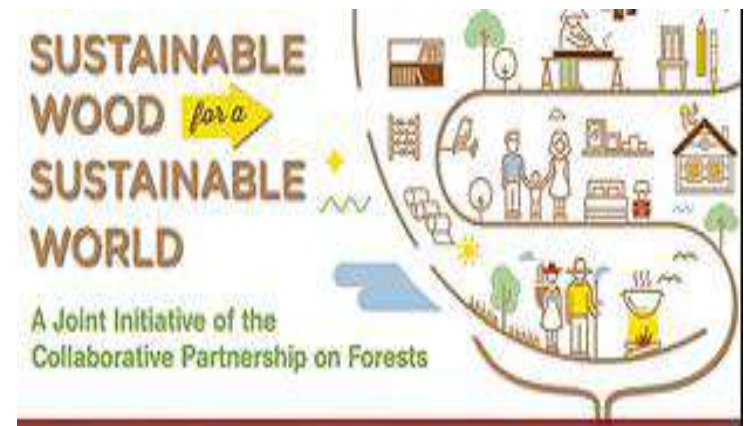 SUSTAINABLE
WOOD for a
SUSTAINABLE
WORLD
A Joint Initiative of the
Collaborative Partnership on Forests